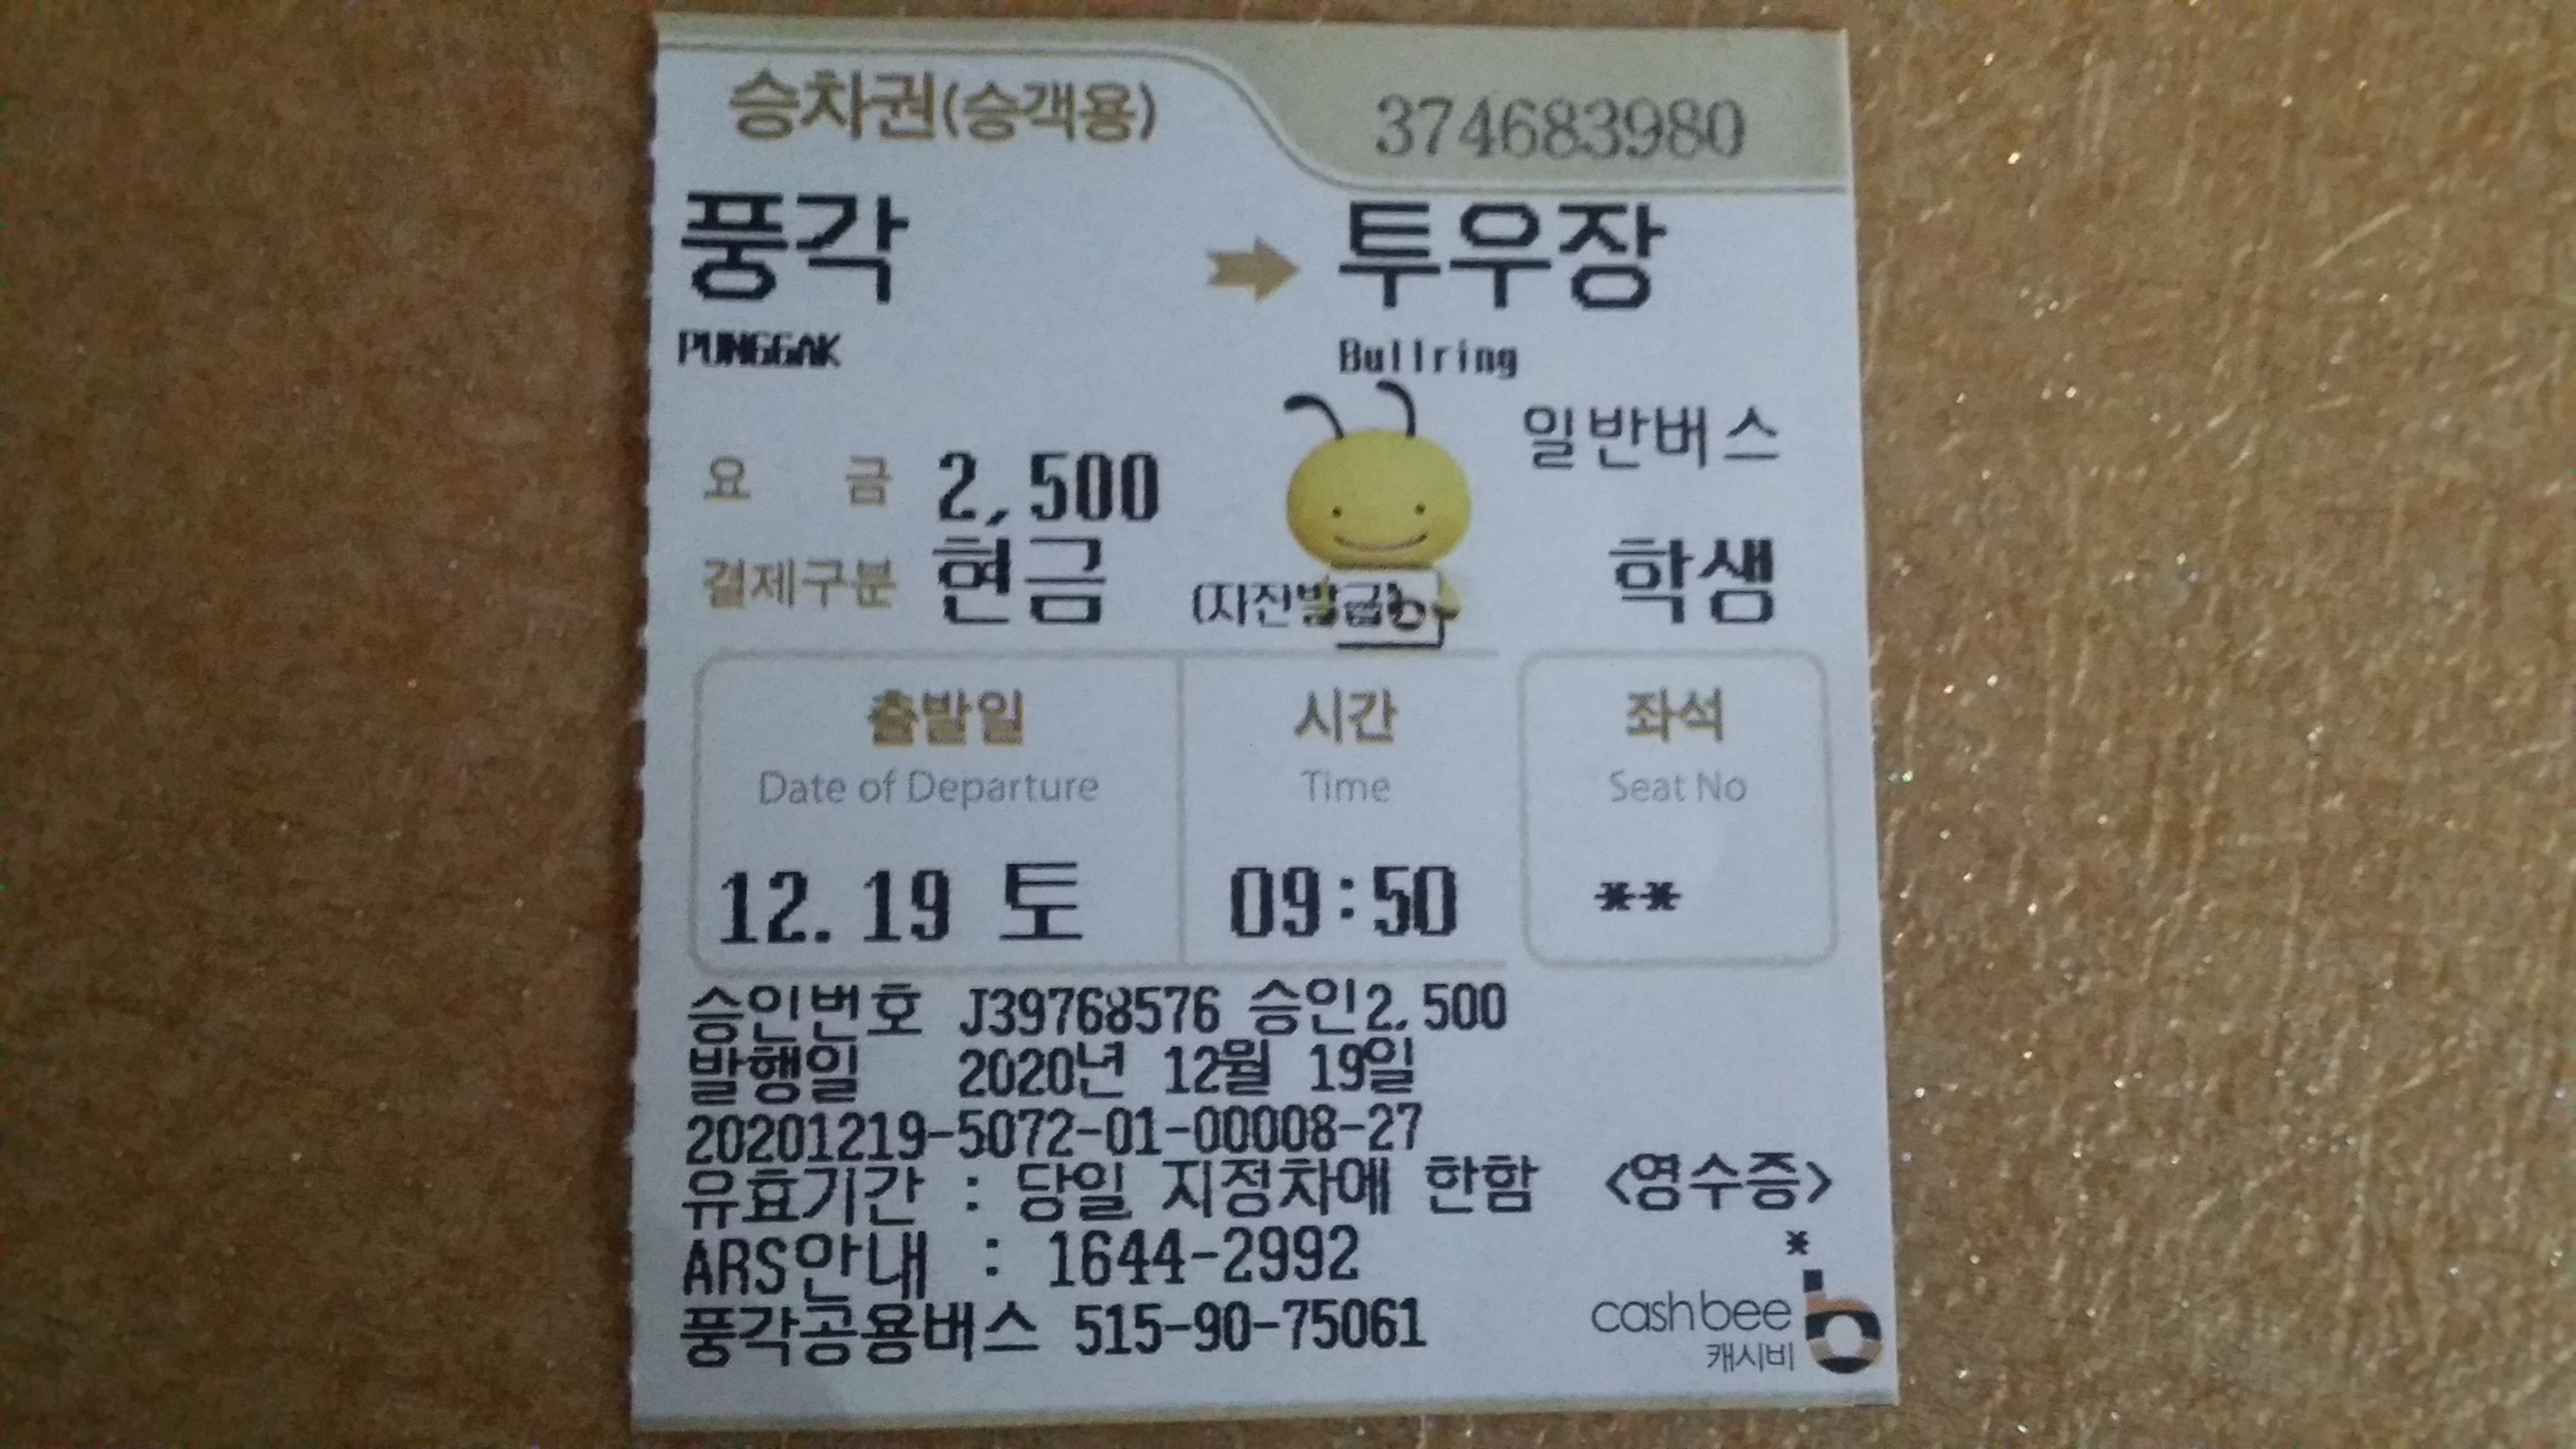 승차권(승객용) 374683980
풍각 투우장
PUNGGAK Bullring
일반버스
요 금 2,500
결제구분 현금 (자진발급) 학생
출발일 시간 좌석
Date of Departure Time Seat No
12.19 토 09:50 **
승인번호 J39768576 승인2,500
발행일 2020년 12월 19일
20201219-5072-01-00008-27
유효기간 : 당일 지정차에 한함 <영수증>
ARS안내 : 1644-2992 *
풍각공용버스 515-90-75061
cashbee b
캐시비